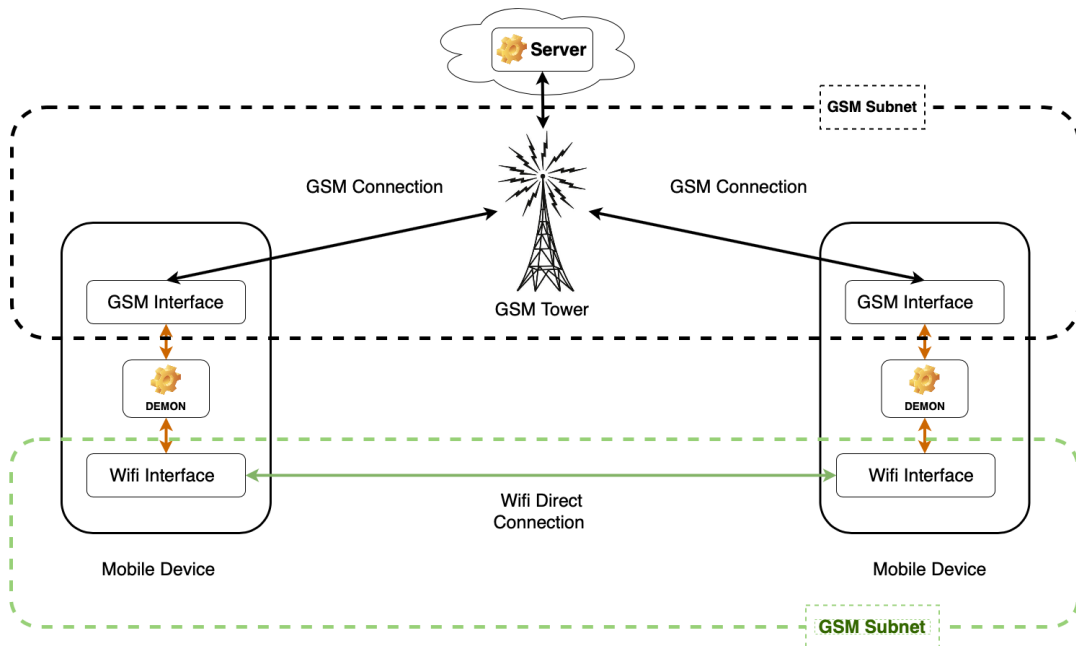 Server
GSM Subnet
GSM Connection
GSM Connection
GSM Interface
GSM Tower
GSM Interface
DEMON
DEMON
Wifi Interface
Wifi Interface
Wifi Direct
Connection
Mobile Device
Mobile Device
GSM Subnet